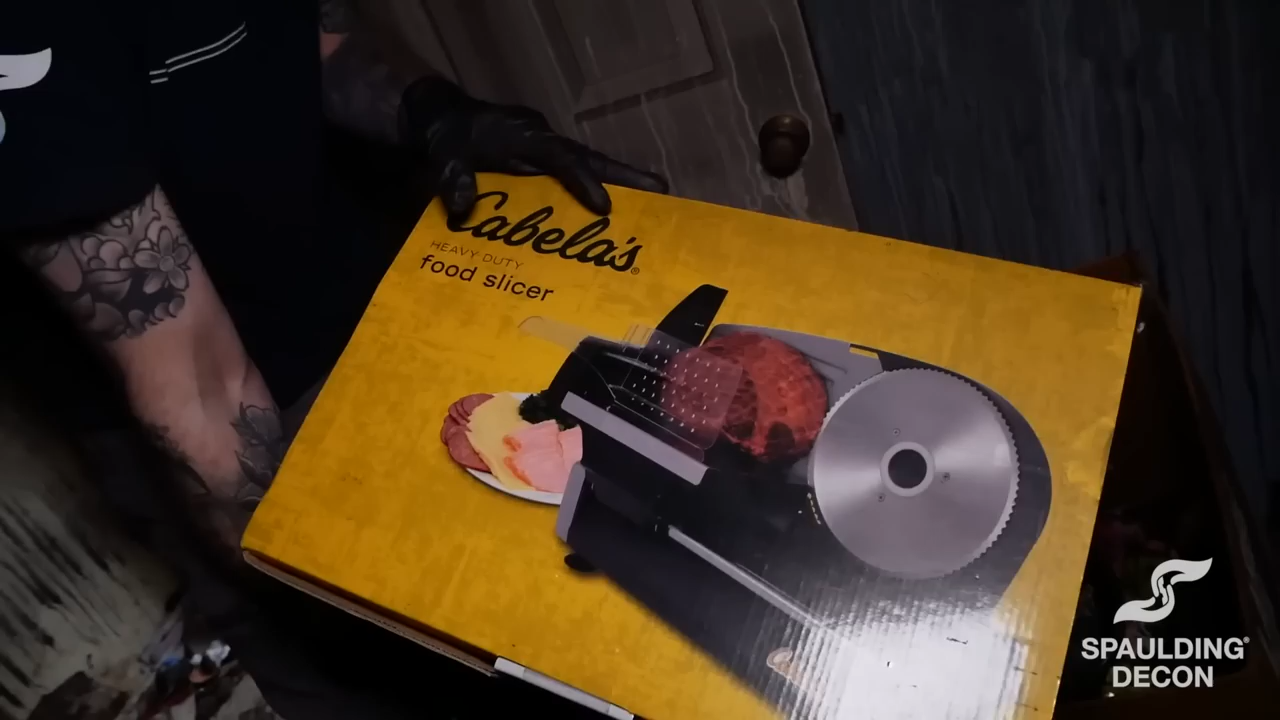 Cabela's®
HEAVY DUTY
food slicer
SPAULDING®
DECON